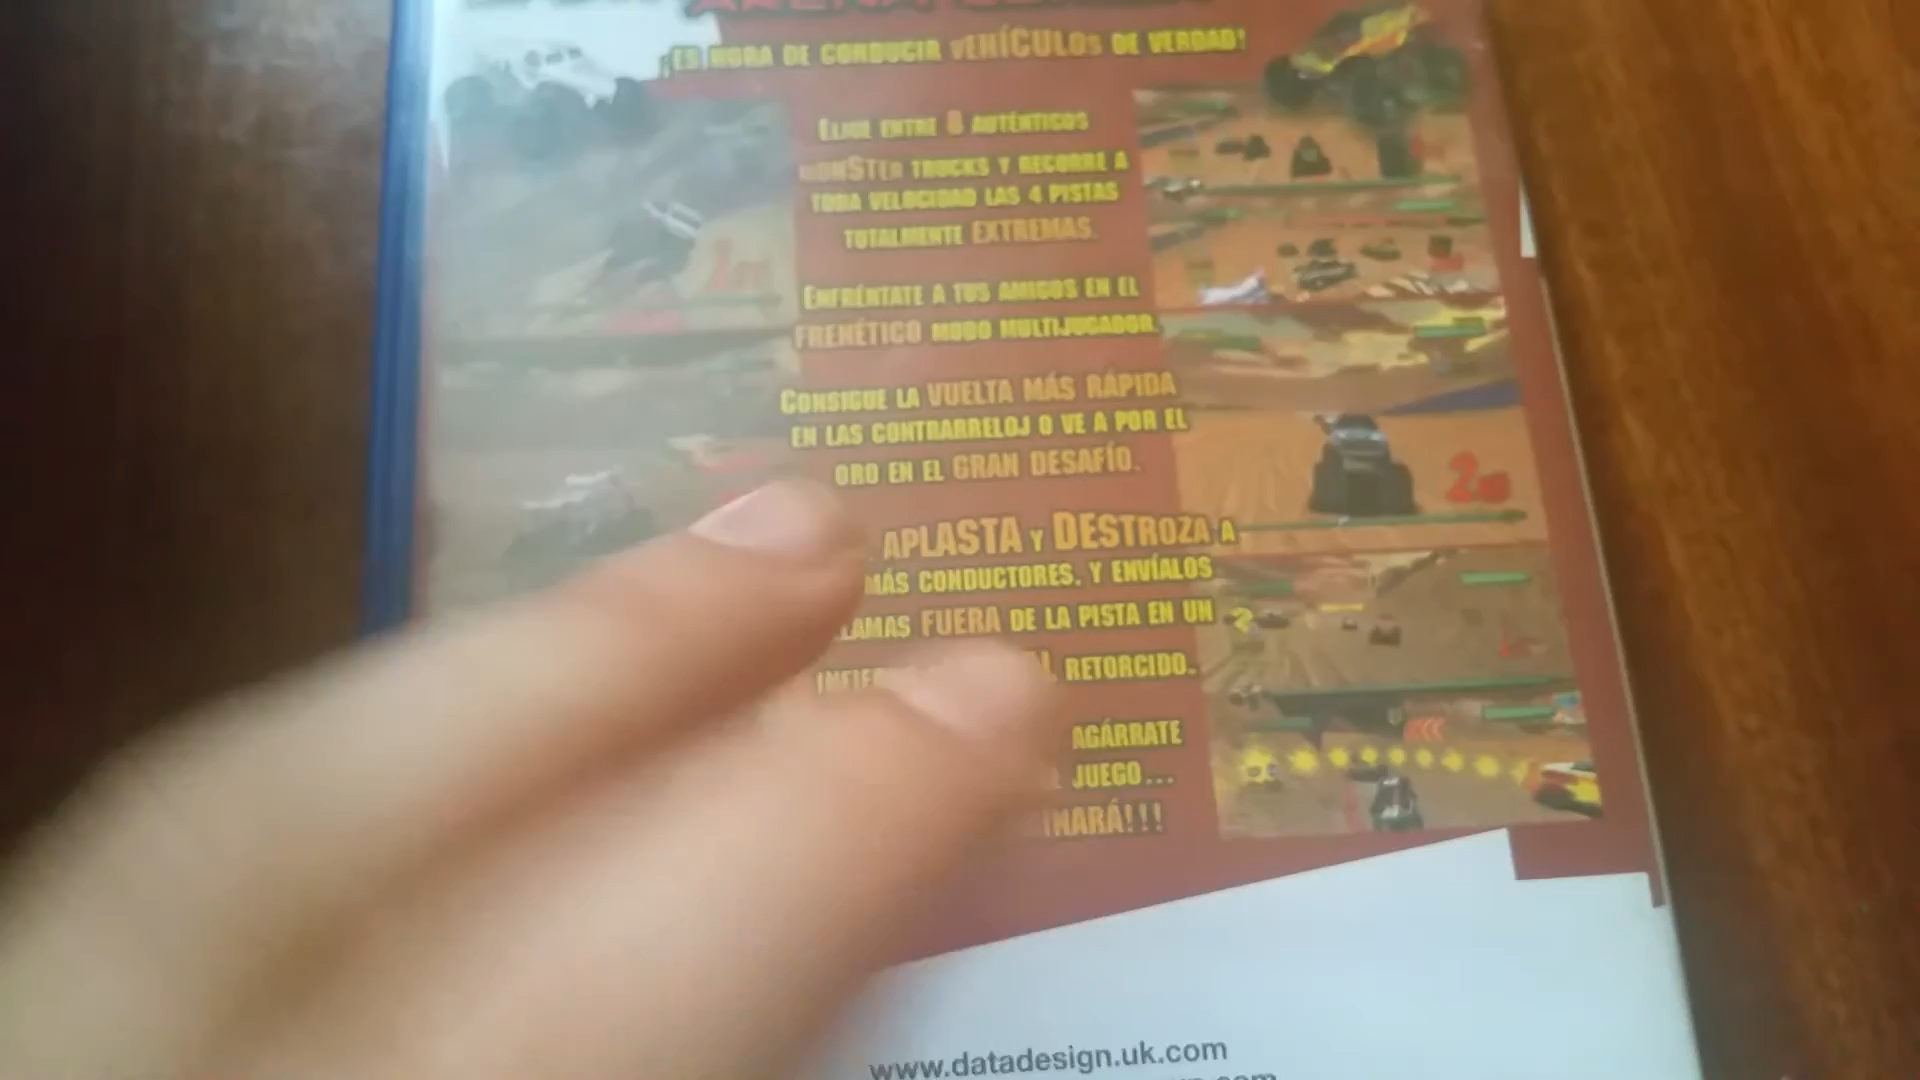 ARENA
¡ES HORA DE CONDUCIR VEHÍCULOS DE VERDAD!
ELIGE ENTRE 8 AUTÉNTICOS
MONSTER TRUCKS Y RECORRE A
TODA VELOCIDAD LAS 4 PISTAS
TOTALMENTE EXTREMAS.
ENFRÉNTATE A TUS AMIGOS EN EL
FRENÉTICO MODO MULTIJUGADOR.
CONSIGUE LA VUELTA MÁS RÁPIDA
EN LAS CONTRARRELOJ O VE A POR EL
ORO EN EL GRAN DESAFÍO.
APLASTA Y DESTROZA A
MÁS CONDUCTORES, Y ENVÍALOS
LAMAS FUERA DE LA PISTA EN UN
RETORCIDO.
AGÁRRATE
JUEGO...
INARÁ!!!
www.datadesign.uk.com